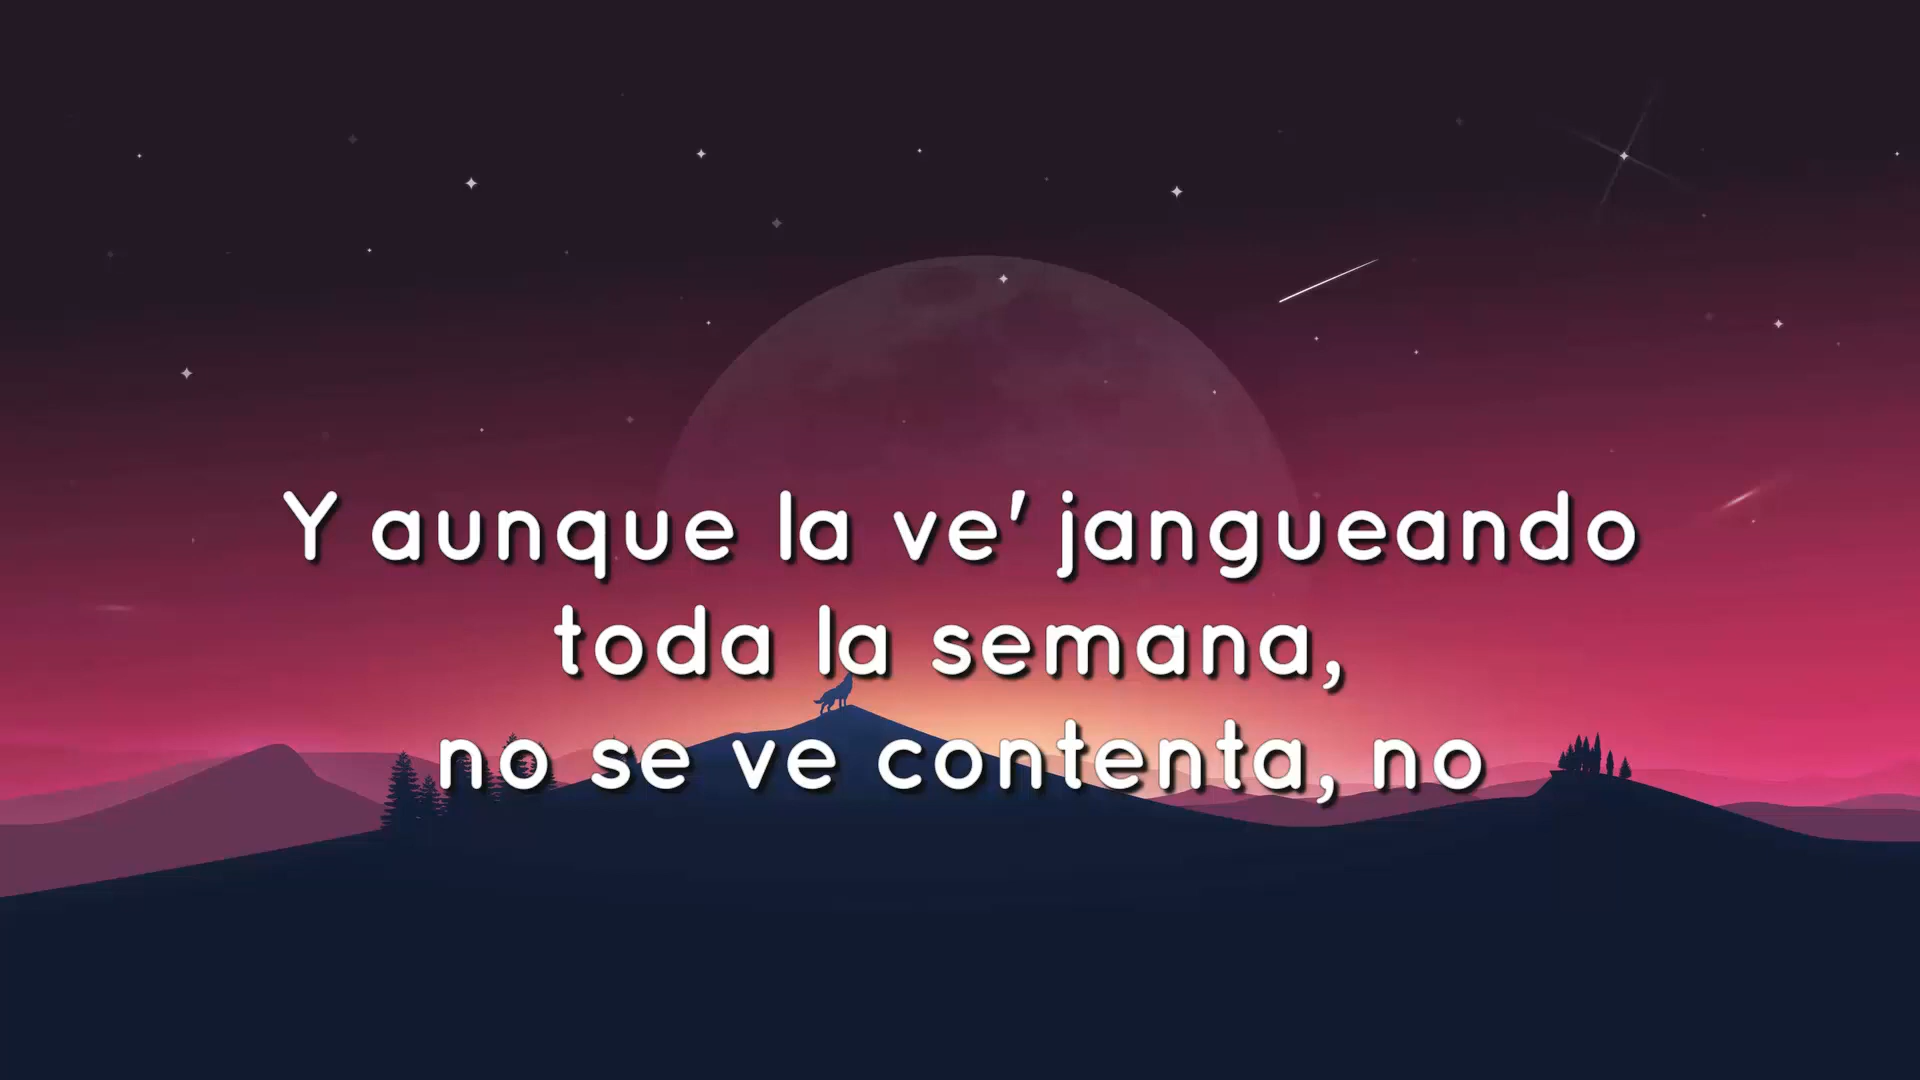 Y aunque la ve' jangueando
toda la semana,
no se ve contenta, no